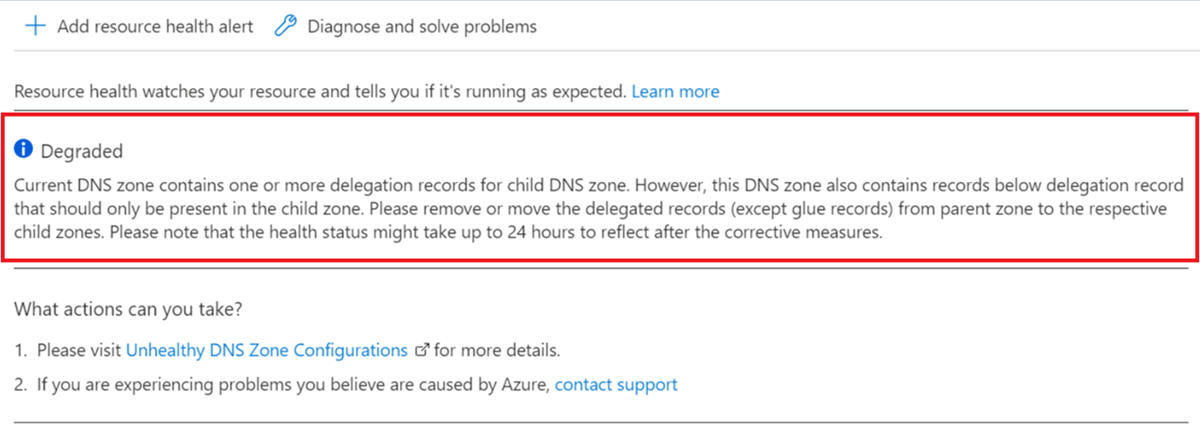 Add resource health alert Diagnose and solve problems
Resource health watches your resource and tells you if it's running as expected. Learn more
Degraded
Current DNS zone contains one or more delegation records for child DNS zone. However, this DNS zone also contains records below delegation record
that should only be present in the child zone. Please remove or move the delegated records (except glue records) from parent zone to the respective
child zones. Please note that the health status might take up to 24 hours to reflect after the corrective measures.
What actions can you take?
1. Please visit Unhealthy DNS Zone Configurations for more details.
2. If you are experiencing problems you believe are caused by Azure, contact support